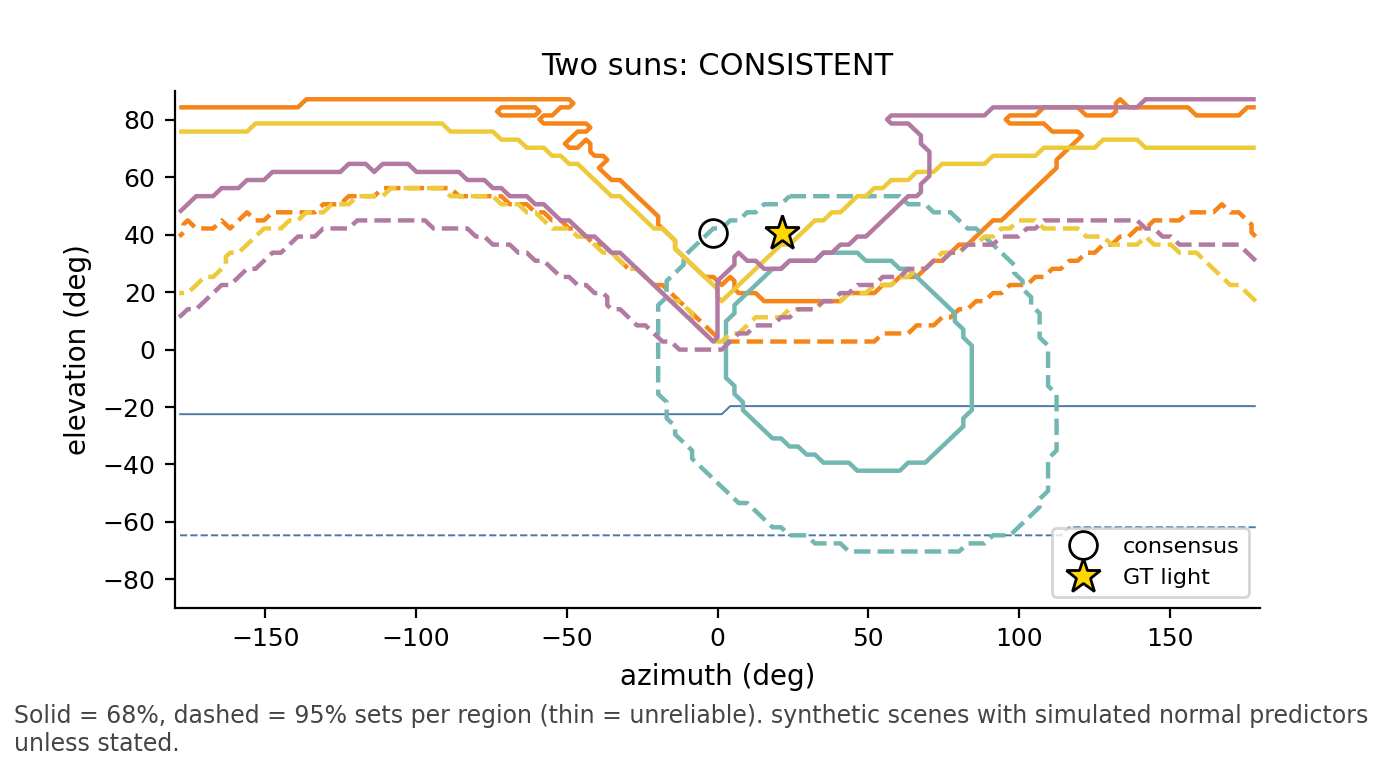 Two suns: CONSISTENT
elevation (deg)
80
60
40
20
0
−20
−40
−60
−80
−150
−100
−50
0
50
100
150
azimuth (deg)
consensus
GT light
Solid = 68%, dashed = 95% sets per region (thin = unreliable). synthetic scenes with simulated normal predictors
unless stated.